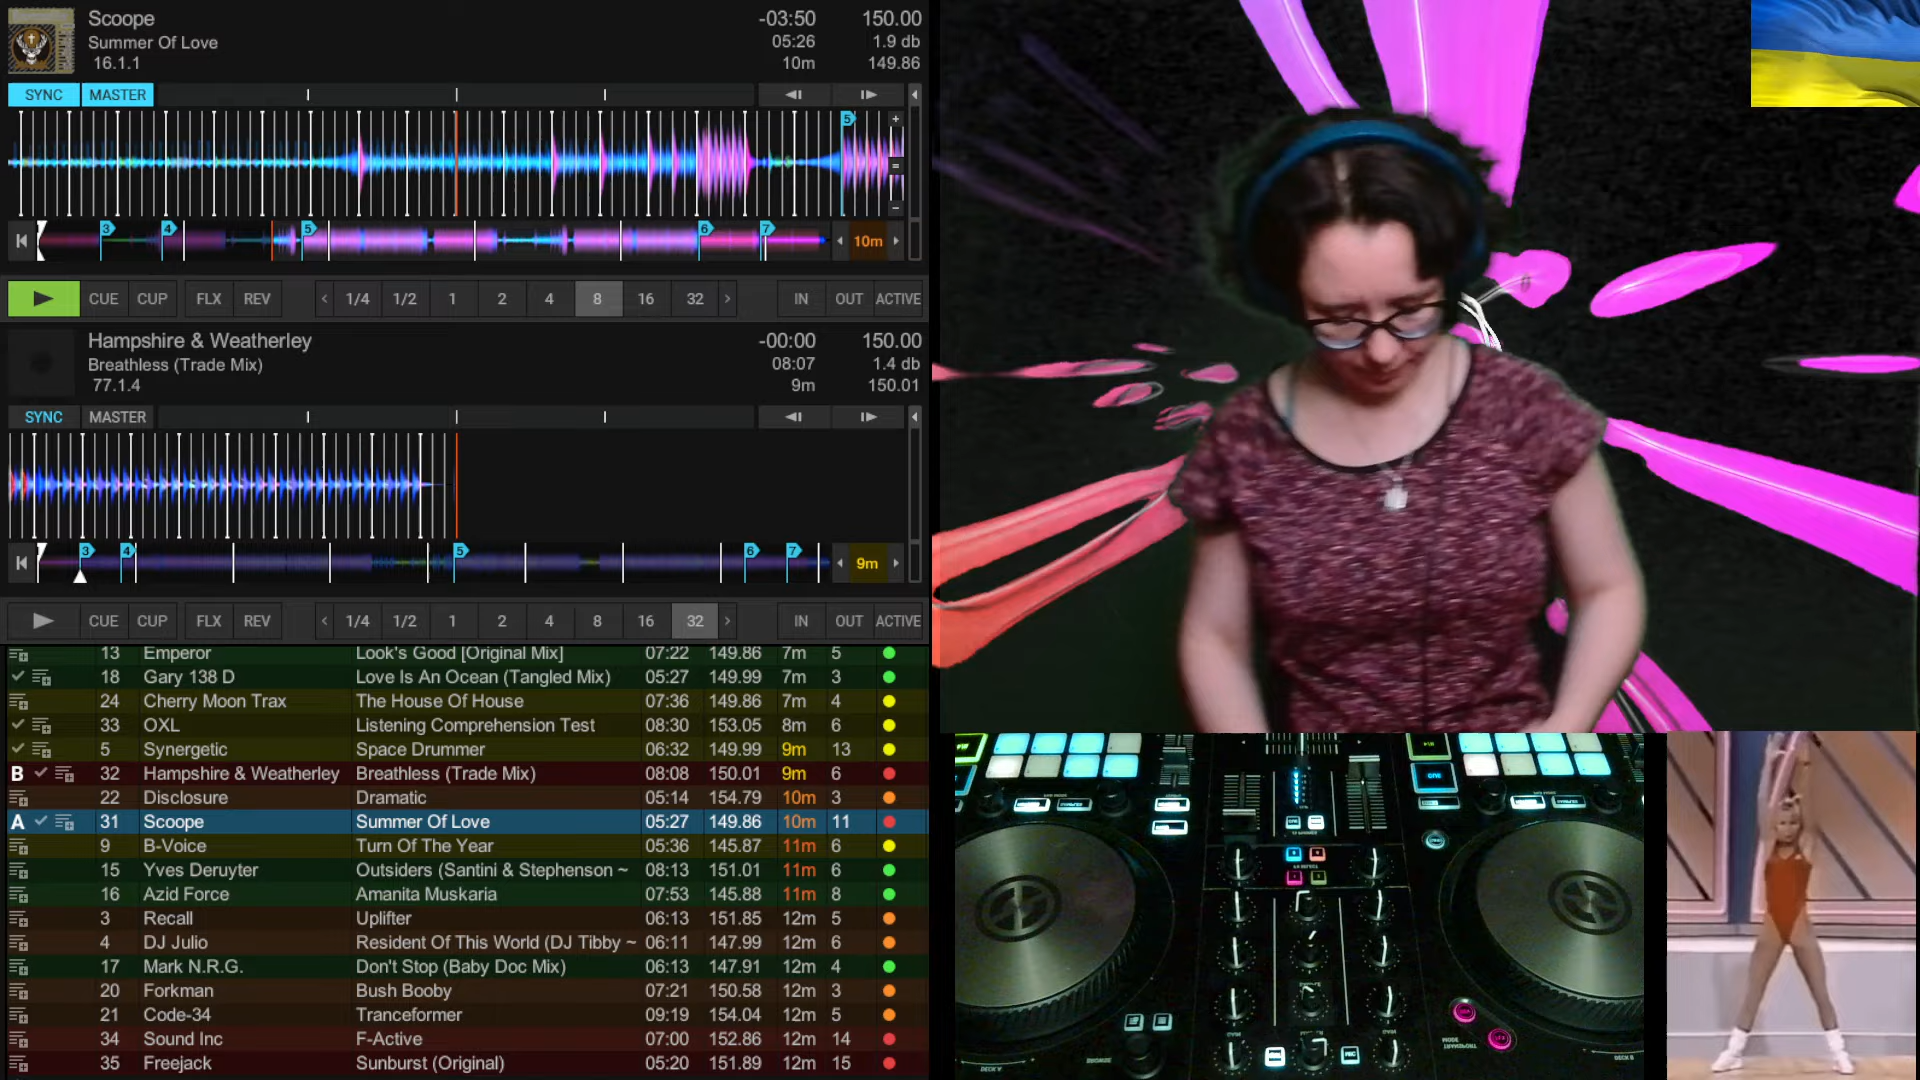 Scoope -03:50 150.00
Summer Of Love 05:26 1.9 db
16.1.1 10m 149.86
SYNC MASTER
5
3 4 5 6 7 10m
CUE CUP FLX REV 1/4 1/2 1 2 4 8 16 32 IN OUT ACTIVE
Hampshire & Weatherley -00:00 150.00
Breathless (Trade Mix) 08:07 1.4 db
77.1.4 9m 150.01
SYNC MASTER
3 4 5 6 7 9m
CUE CUP FLX REV 1/4 1/2 1 2 4 8 16 32 IN OUT ACTIVE
13 Emperor Look's Good [Original Mix] 07:22 149.86 7m 5
18 Gary 138 D Love Is An Ocean (Tangled Mix) 05:27 149.99 7m 3
24 Cherry Moon Trax The House Of House 07:36 149.86 7m 4
33 OXL Listening Comprehension Test 08:30 153.05 8m 6
5 Synergetic Space Drummer 06:32 149.99 9m 13
B 32 Hampshire & Weatherley Breathless (Trade Mix) 08:08 150.01 9m 6
22 Disclosure Dramatic 05:14 154.79 10m 3
A 31 Scoope Summer Of Love 05:27 149.86 10m 11
9 B-Voice Turn Of The Year 05:36 145.87 11m 6
15 Yves Deruyter Outsiders (Santini & Stephenson ~ 08:13 151.01 11m 6
16 Azid Force Amanita Muskaria 07:53 145.88 11m 8
3 Recall Uplifter 06:13 151.85 12m 5
4 DJ Julio Resident Of This World (DJ Tibby ~ 06:11 147.99 12m 6
17 Mark N.R.G. Don't Stop (Baby Doc Mix) 06:13 147.91 12m 4
20 Forkman Bush Booby 07:21 150.58 12m 3
21 Code-34 Tranceformer 09:19 154.04 12m 5
34 Sound Inc F-Active 07:00 152.86 12m 14
35 Freejack Sunburst (Original) 05:20 151.89 12m 15